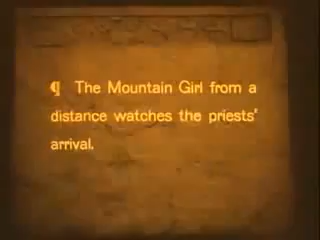 ¶ The Mountain Girl from a
distance watches the priests'
arrival.